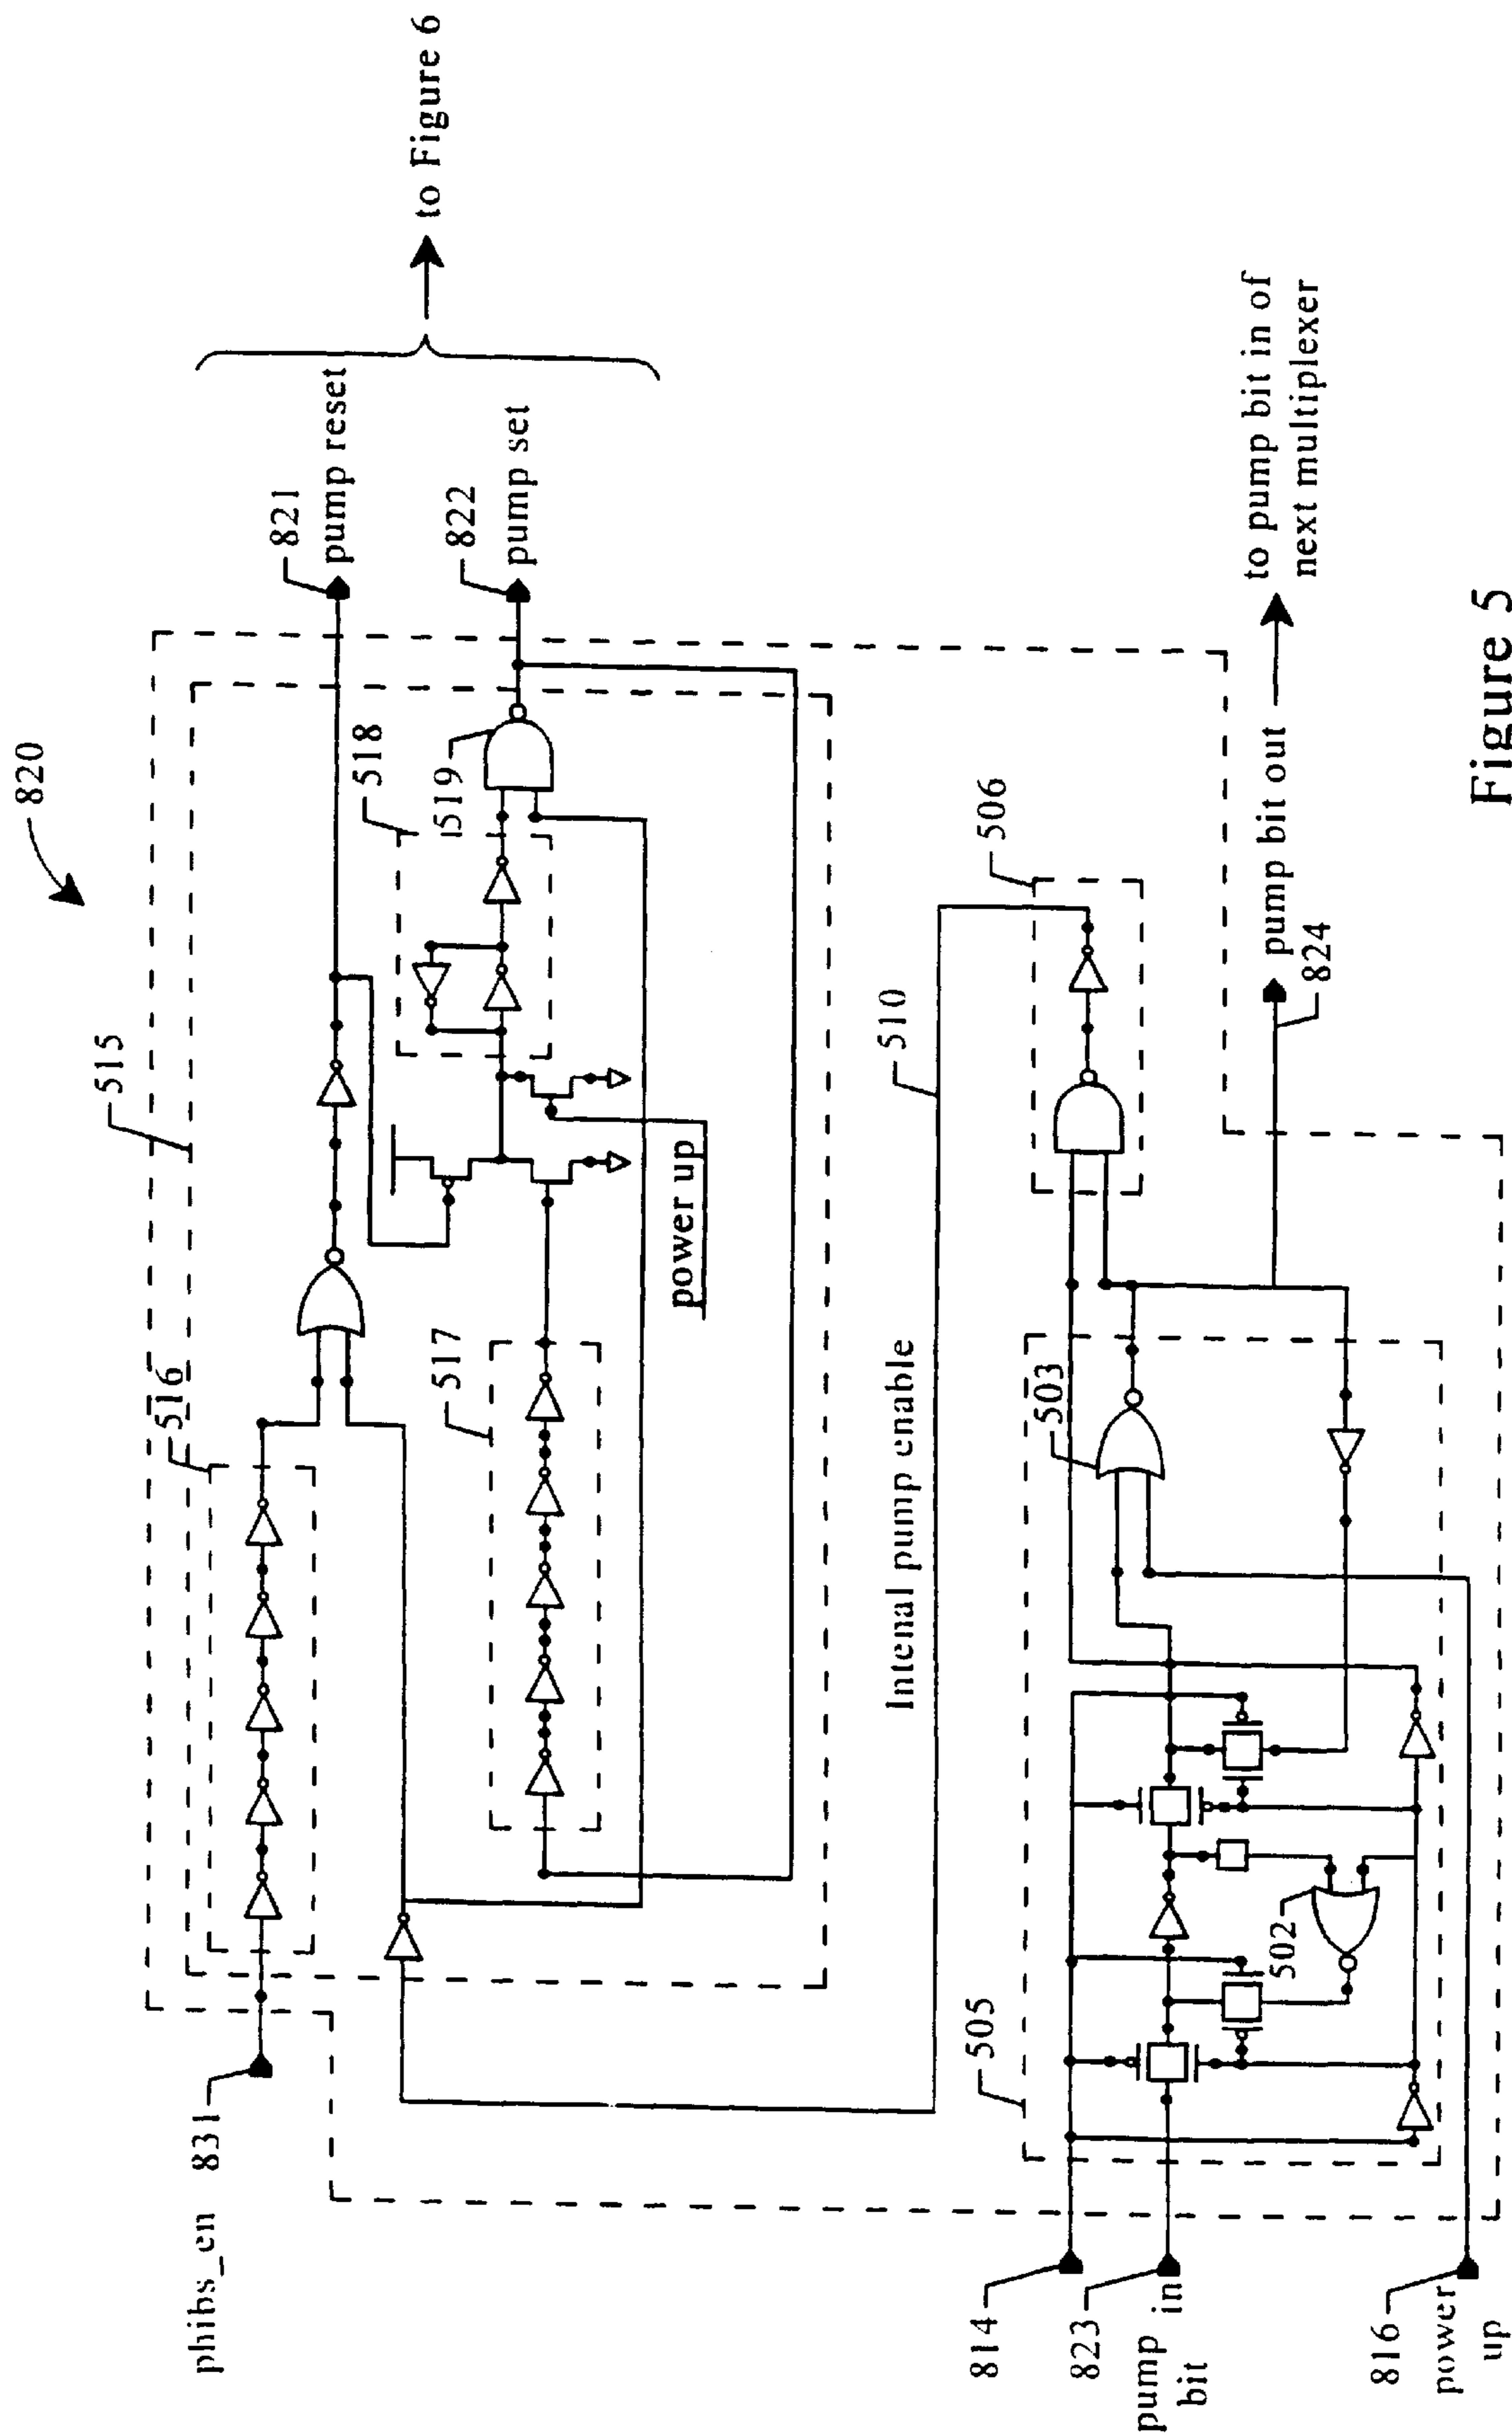 820
515
516
phibs_en 831
821
pump reset
to Figure 6
822
pump set
518
519
517
power up
Intenal pump enable
510
506
505
503
502
814
823
pump in
bit
816
power
up
pump bit out
824
to pump bit in of
next multiplexer
Figure 5